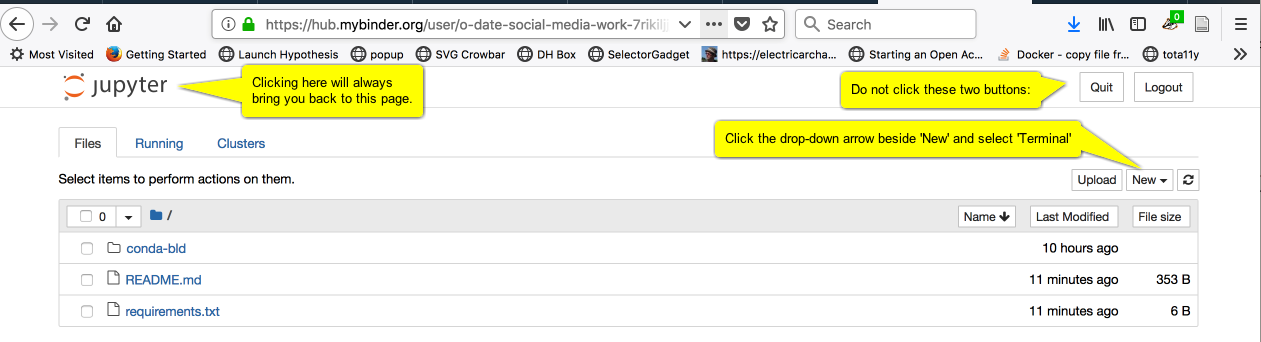 https://hub.mybinder.org/user/o-date-social-media-work-7rikilj
Search
0
Most Visited Getting Started Launch Hypothesis popup SVG Crowbar DH Box SelectorGadget https://electricarcha... Starting an Open Ac... Docker - copy file fr... tota11y
jupyter
Clicking here will always
bring you back to this page.
Do not click these two buttons:
Quit Logout
Click the drop-down arrow beside 'New' and select 'Terminal'
Files Running Clusters
Select items to perform actions on them.
Upload New
0 / Name Last Modified File size
conda-bld 10 hours ago
README.md 11 minutes ago 353 B
requirements.txt 11 minutes ago 6 B